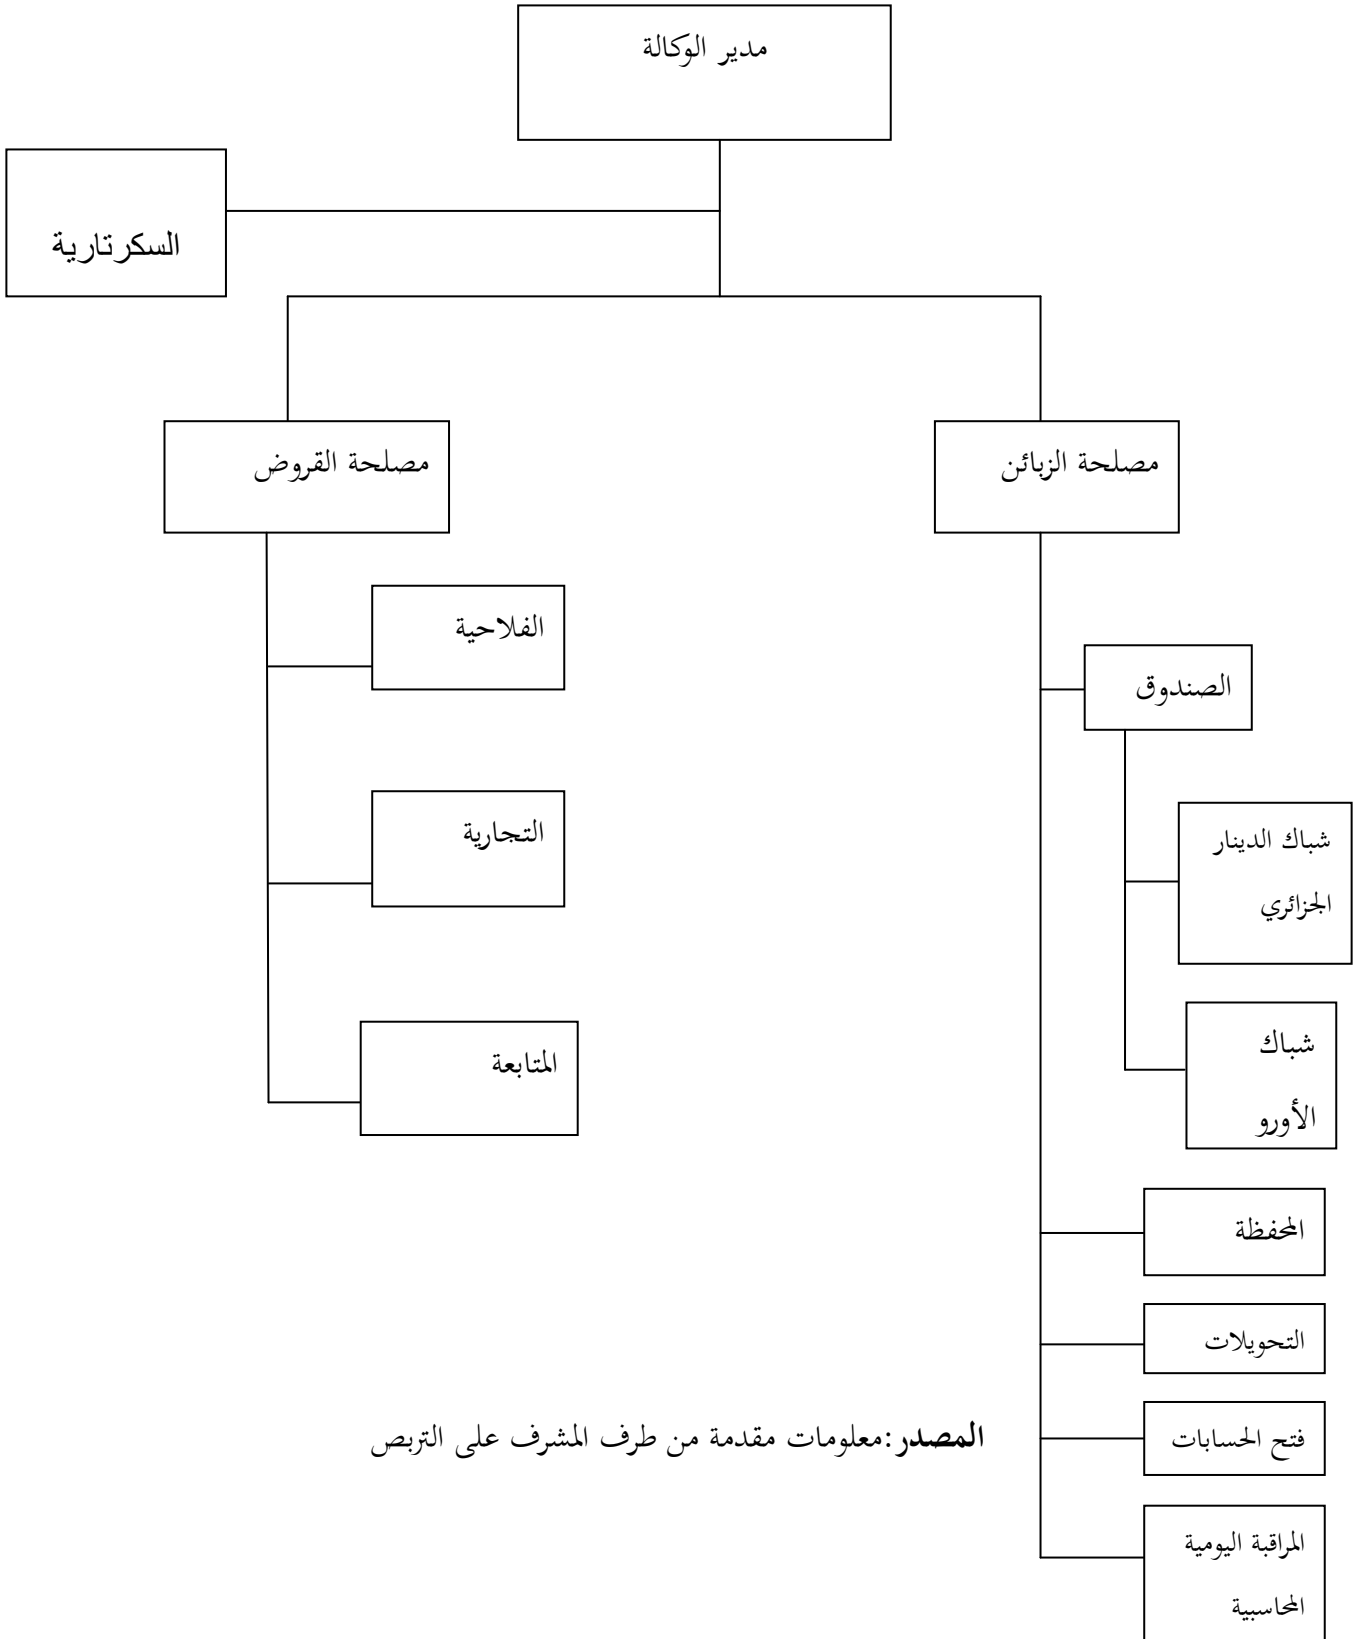 مدير الوكالة
السكرتارية
مصلحة الزبائن
مصلحة القروض
الفلاحية
الصندوق
التجارية
شباك الدينار
الجزائري
شباك
الأورو
المتابعة
المحفظة
التحويلات
فتح الحسابات
المصدر:معلومات مقدمة من طرف المشرف على التربص
المراقبة اليومية
المحاسبية